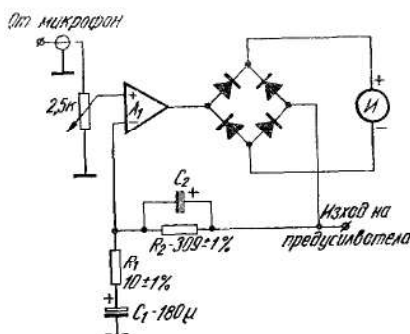 От микрофон
2,5к
+
A₁
−
+
И
−
C₂
+
R₂-309±1%
Изход на
предусилвателя
R₁
10±1%
+
C₁-180μ